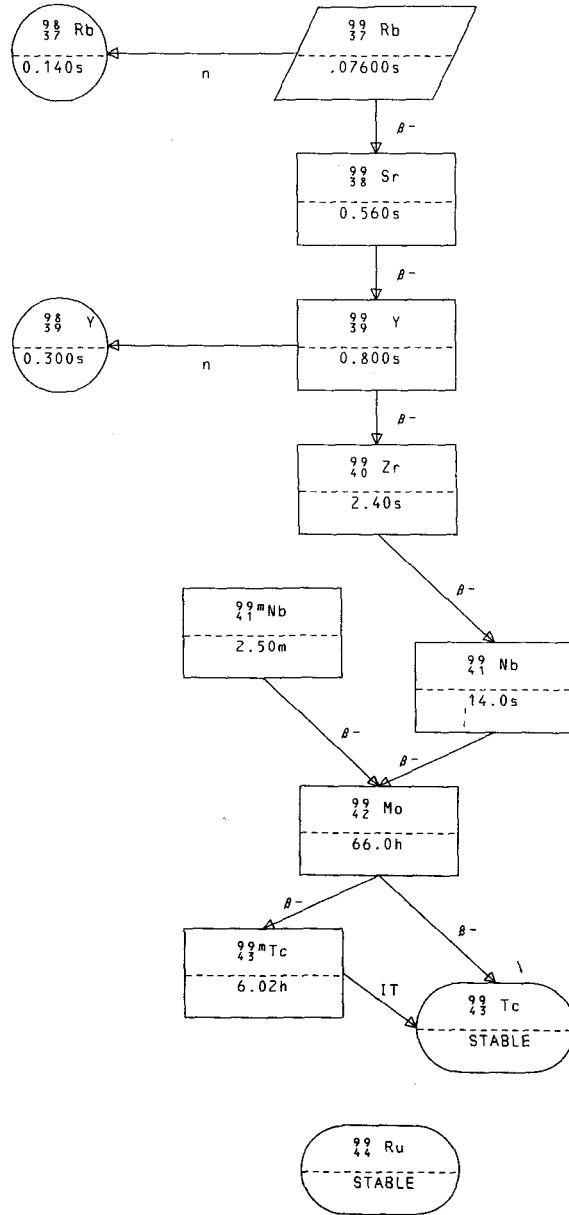 98 37 Rb
0.140s
99 37 Rb
.07600s
n
β-
99 38 Sr
0.560s
β-
98 39 Y
0.300s
99 39 Y
0.800s
n
β-
99 40 Zr
2.40s
β-
99m 41 Nb
2.50m
99 41 Nb
14.0s
β-
β-
99 42 Mo
66.0h
β-
β-
99m 43 Tc
6.02h
IT
99 43 Tc
STABLE
99 44 Ru
STABLE